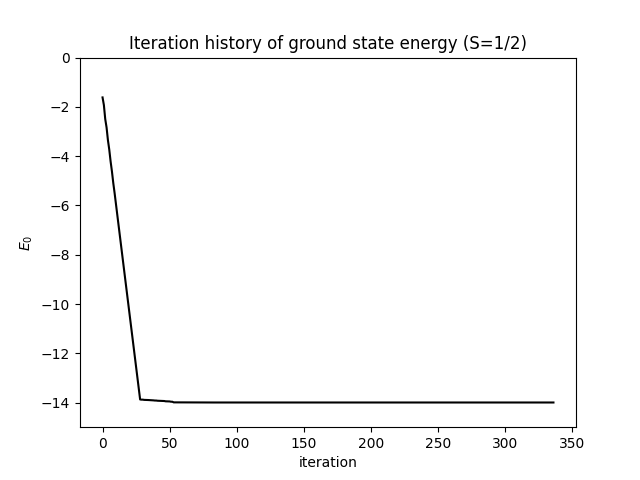 Iteration history of ground state energy (S=1/2)
0
−2
−4
−6
−8
−10
−12
−14
E₀
0 50 100 150 200 250 300 350
iteration